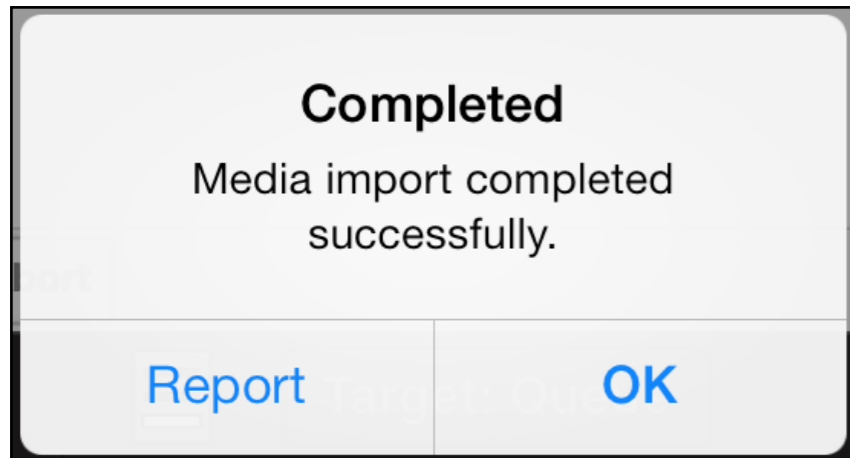 Completed
Media import completed
successfully.
Report
OK